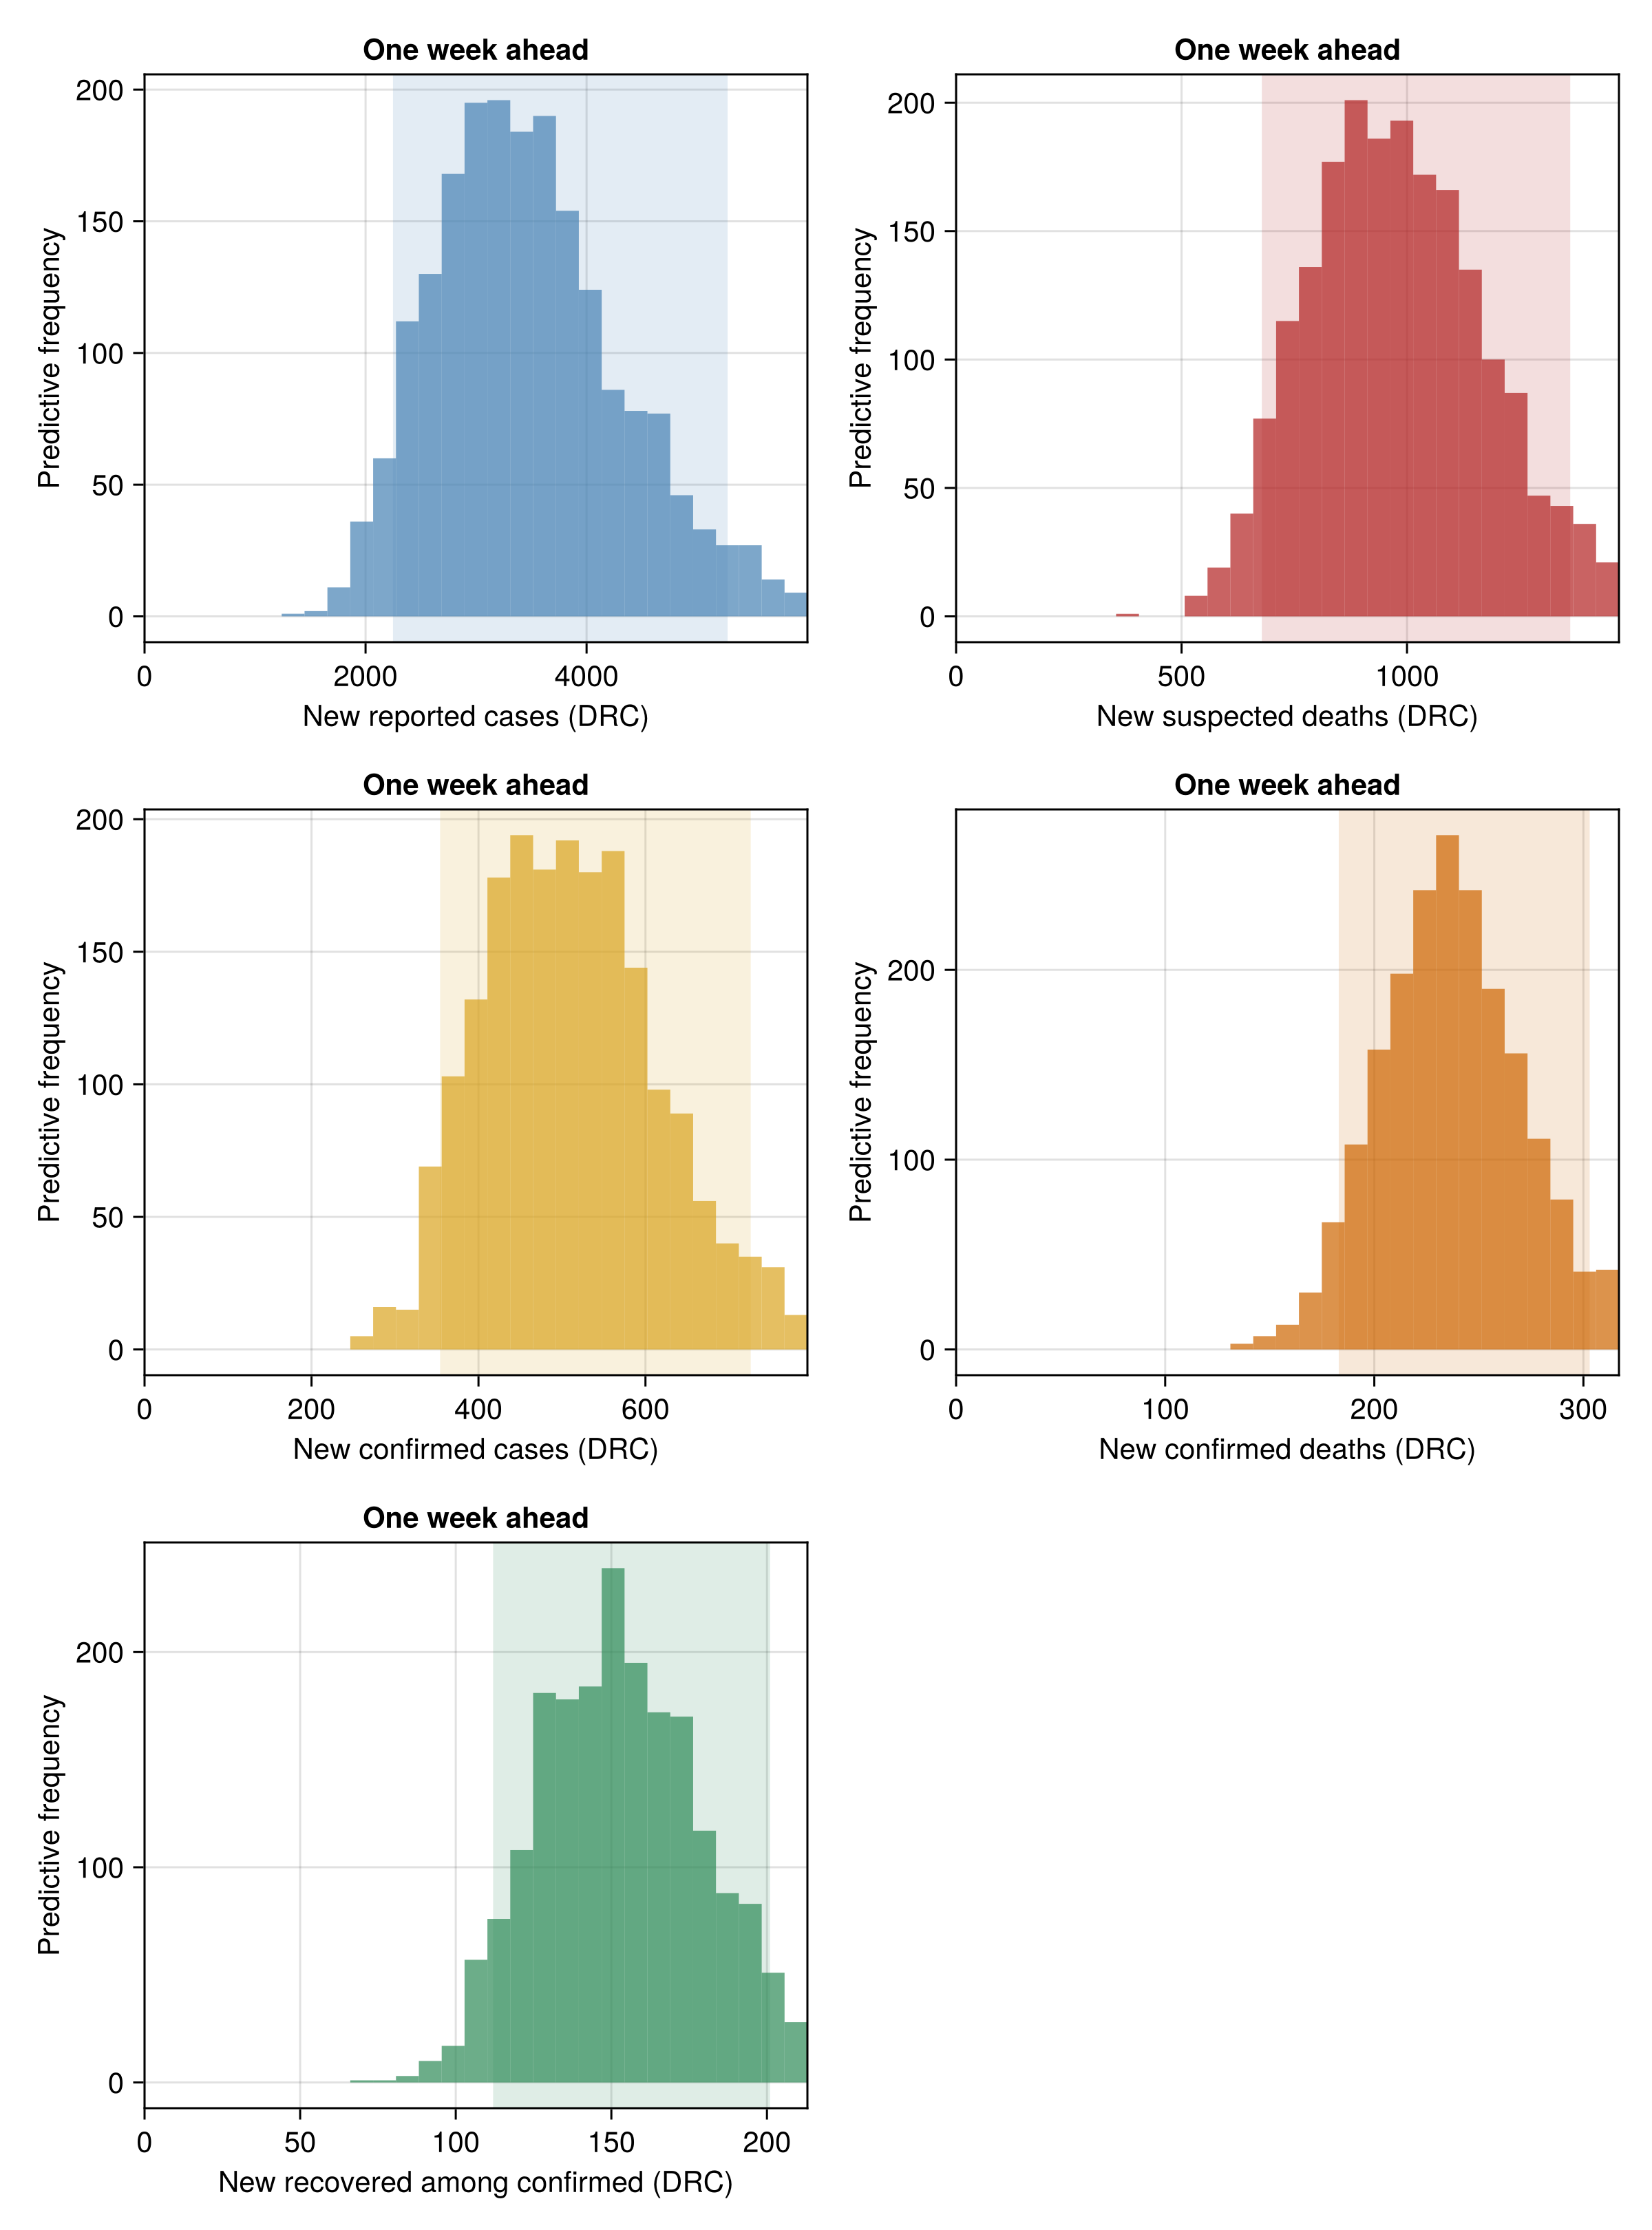 One week ahead
200
150
100
50
0
Predictive frequency
0 2000 4000
New reported cases (DRC)
One week ahead
200
150
100
50
0
Predictive frequency
0 500 1000
New suspected deaths (DRC)
One week ahead
200
150
100
50
0
Predictive frequency
0 200 400 600
New confirmed cases (DRC)
One week ahead
200
100
0
Predictive frequency
0 100 200 300
New confirmed deaths (DRC)
One week ahead
200
100
0
Predictive frequency
0 50 100 150 200
New recovered among confirmed (DRC)